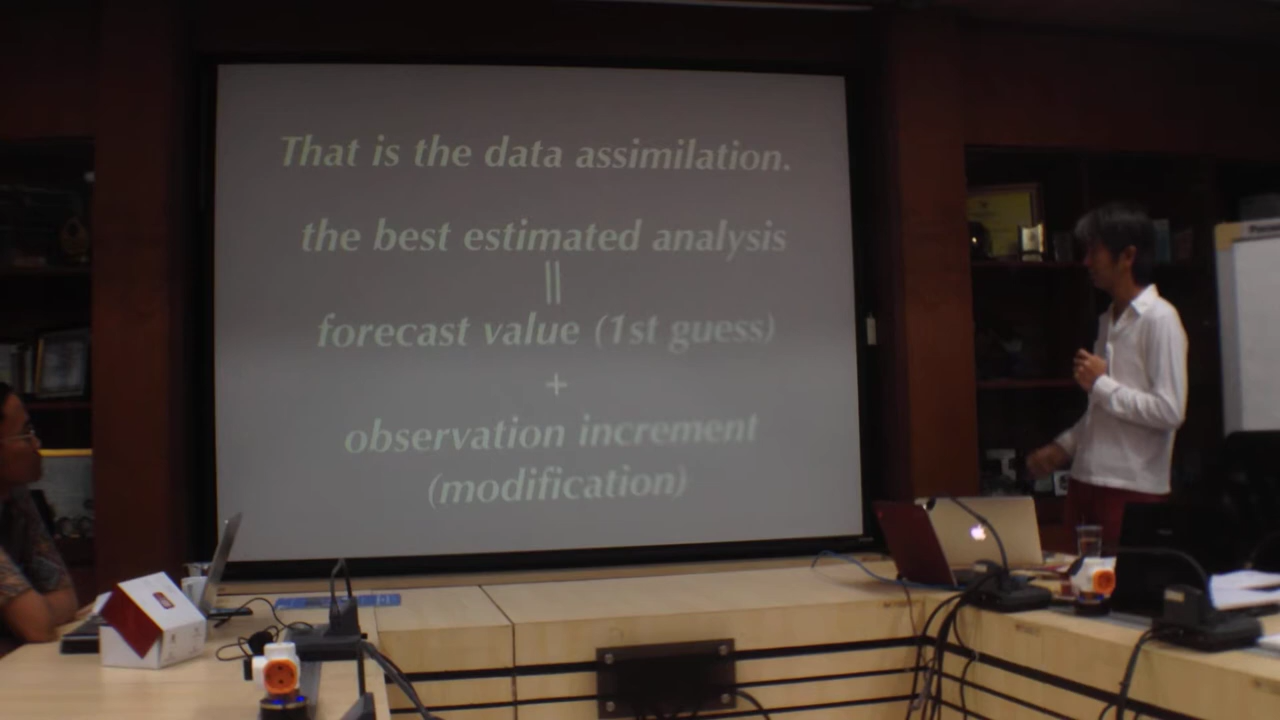 That is the data assimilation.
the best estimated analysis
||
forecast value (1st guess)
+
observation increment
(modification)